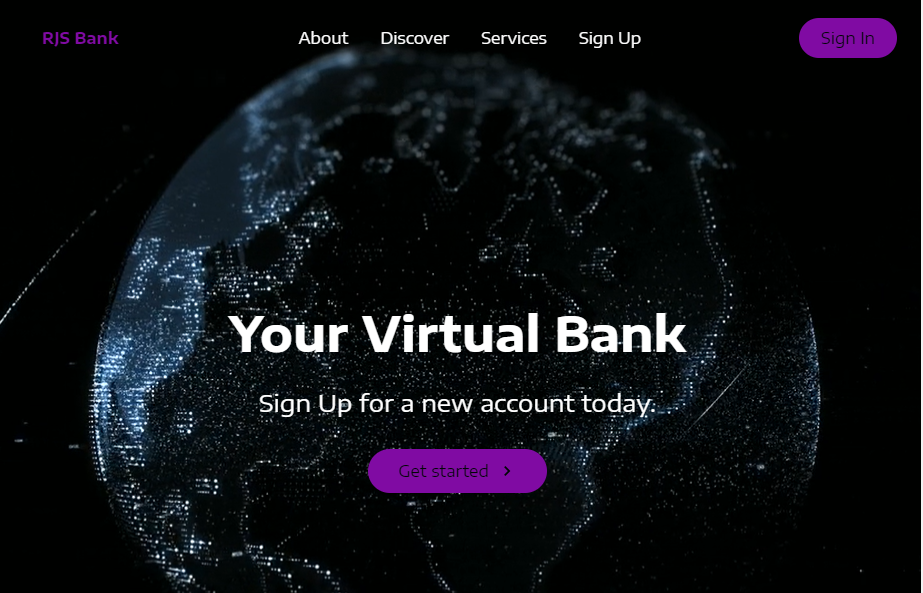 RJS Bank
About
Discover
Services
Sign Up
Sign In
Your Virtual Bank
Sign Up for a new account today.
Get started